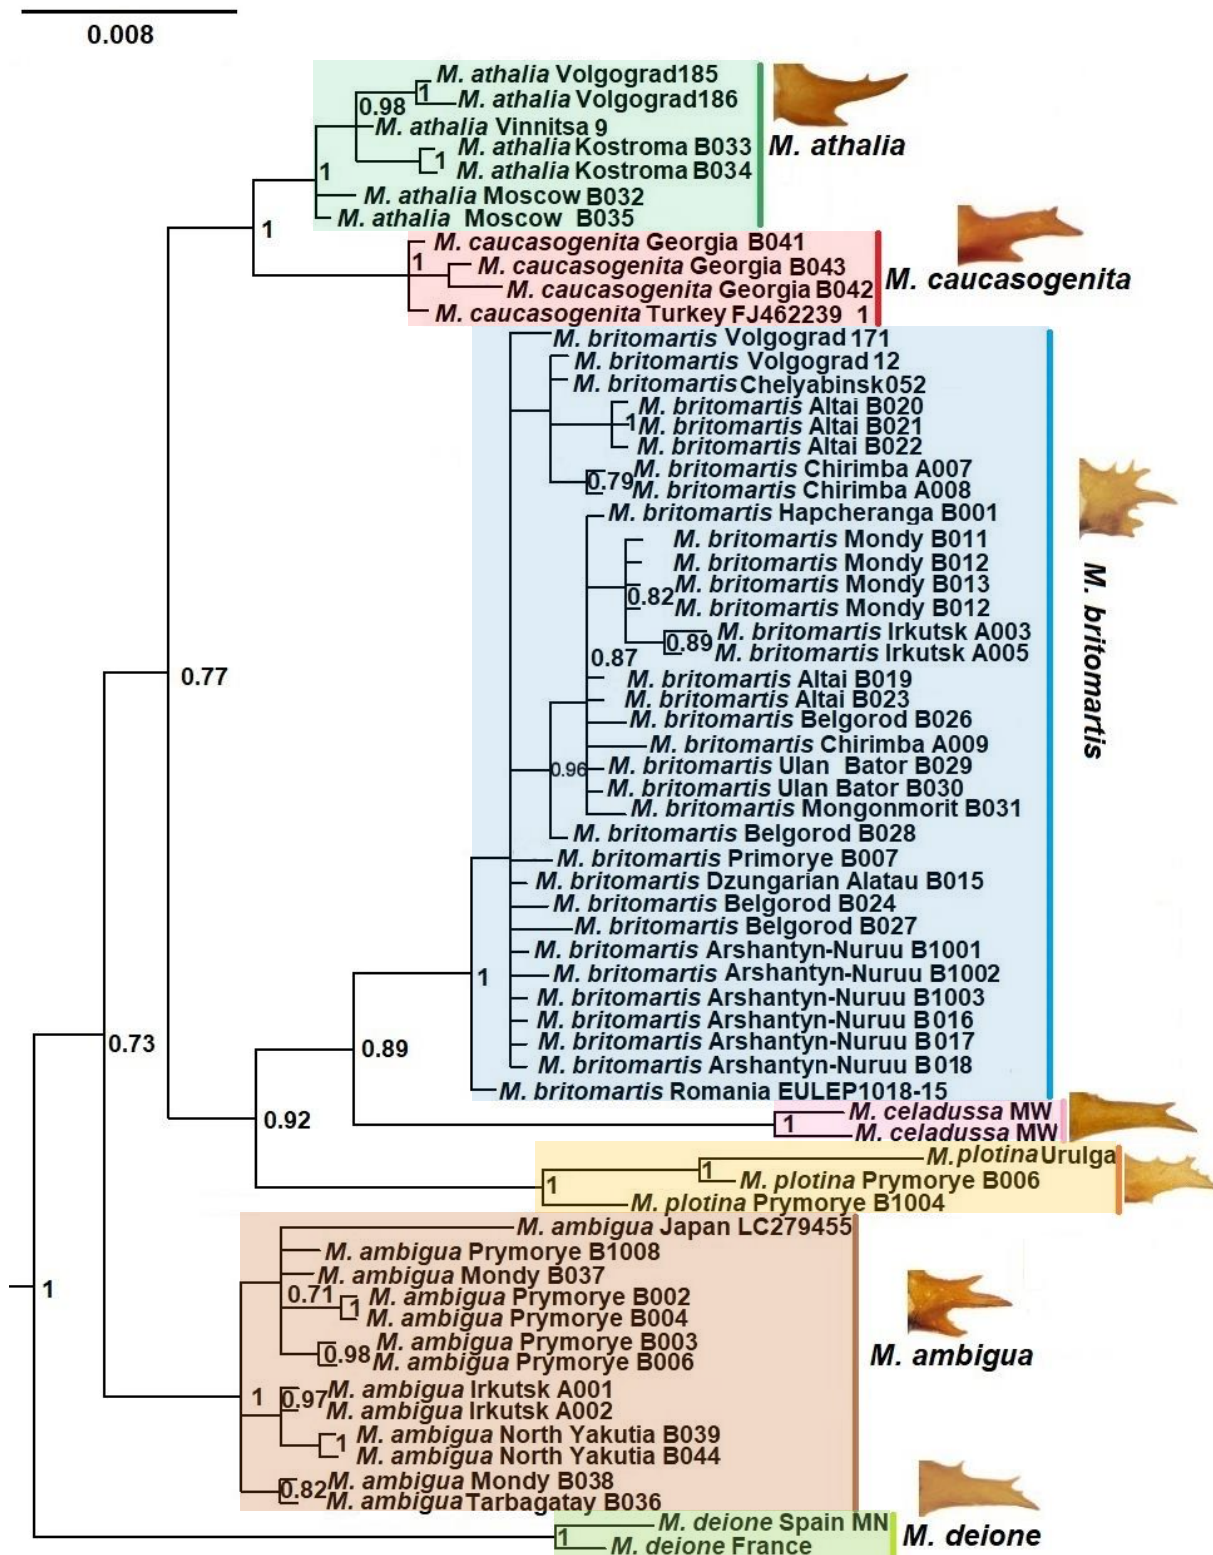 0.008
M. athalia Volgograd185
1
M. athalia Volgograd186
0.98
M. athalia Vinnitsa 9
M. athalia Kostroma B033
1
M. athalia Kostroma B034
1
M. athalia Moscow B032
M. athalia Moscow B035
M. athalia
1
M. caucasogenita Georgia B041
1
M. caucasogenita Georgia B043
M. caucasogenita Georgia B042
M. caucasogenita Turkey FJ462239 1
M. caucasogenita
M. britomartis Volgograd 171
M. britomartis Volgograd 12
M. britomartis Chelyabinsk052
M. britomartis Altai B020
1
M. britomartis Altai B021
M. britomartis Altai B022
M. britomartis Chirimba A007
0.79
M. britomartis Chirimba A008
M. britomartis Hapcheranga B001
M. britomartis Mondy B011
M. britomartis Mondy B012
M. britomartis Mondy B013
0.82
M. britomartis Mondy B012
M. britomartis Irkutsk A003
0.89
M. britomartis Irkutsk A005
0.87
M. britomartis Altai B019
M. britomartis Altai B023
M. britomartis Belgorod B026
M. britomartis Chirimba A009
0.96
M. britomartis Ulan Bator B029
M. britomartis Ulan Bator B030
M. britomartis Mongonmorit B031
M. britomartis Belgorod B028
M. britomartis Primorye B007
M. britomartis Dzungarian Alatau B015
M. britomartis Belgorod B024
M. britomartis Belgorod B027
M. britomartis Arshantyn-Nuruu B1001
M. britomartis Arshantyn-Nuruu B1002
1
M. britomartis Arshantyn-Nuruu B1003
M. britomartis Arshantyn-Nuruu B016
M. britomartis Arshantyn-Nuruu B017
M. britomartis Arshantyn-Nuruu B018
M. britomartis Romania EULEP1018-15
M. britomartis
0.77
0.73
0.89
0.92
M. celadussa MW
1
M. celadussa MW
M. plotina Urulga
1
M. plotina Prymorye B006
1
M. plotina Prymorye B1004
M. ambigua Japan LC279455
M. ambigua Prymorye B1008
M. ambigua Mondy B037
0.71
M. ambigua Prymorye B002
1
M. ambigua Prymorye B004
M. ambigua Prymorye B003
0.98
M. ambigua Prymorye B006
1
M. ambigua Irkutsk A001
0.97
M. ambigua Irkutsk A002
M. ambigua North Yakutia B039
1
M. ambigua North Yakutia B044
M. ambigua Mondy B038
0.82
M. ambigua Tarbagatay B036
M. ambigua
1
M. deione Spain MN
1
M. deione France
M. deione